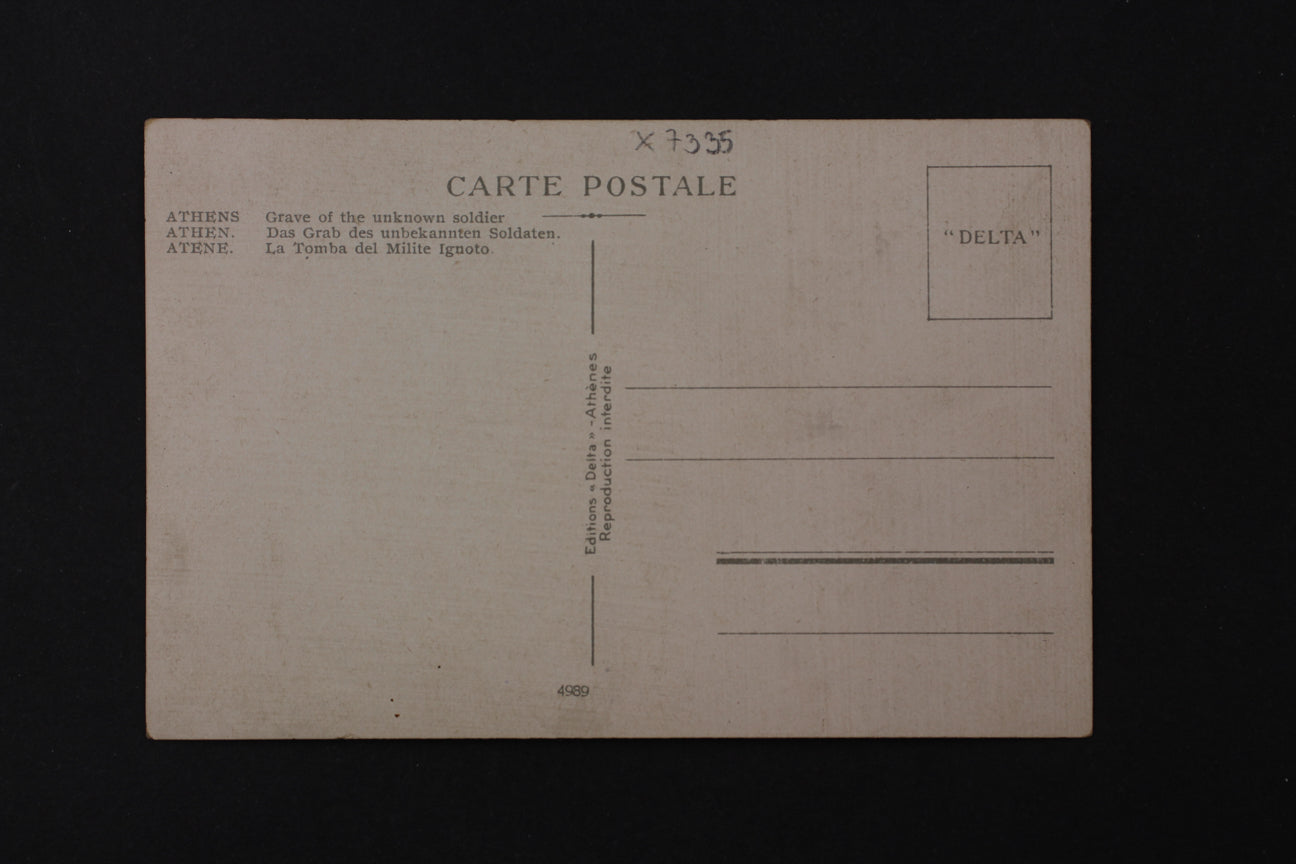 X 7335
CARTE POSTALE
ATHENS Grave of the unknown soldier
ATHEN. Das Grab des unbekannten Soldaten.
ATENE. La Tomba del Milite Ignoto.
"DELTA"
Editions « Delta » - Athènes
Reproduction interdite
4989